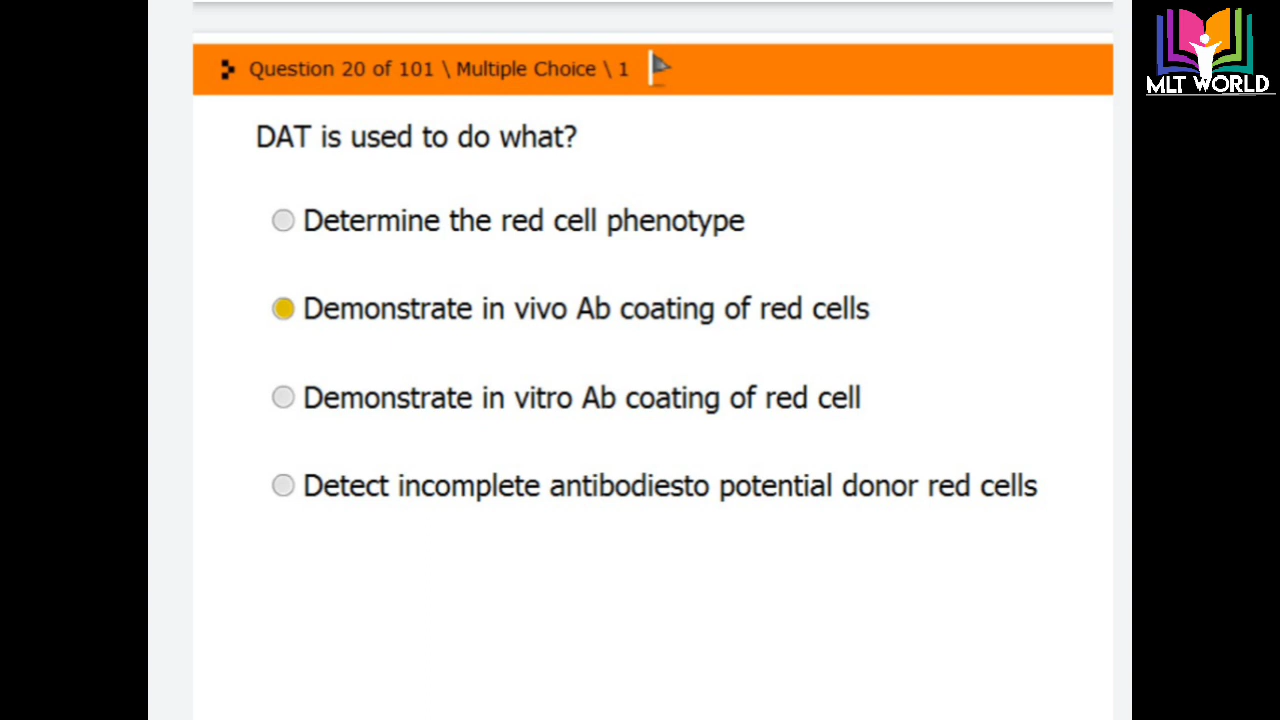 Question 20 of 101 \ Multiple Choice \ 1
MLT WORLD
DAT is used to do what?
Determine the red cell phenotype
Demonstrate in vivo Ab coating of red cells
Demonstrate in vitro Ab coating of red cell
Detect incomplete antibodiesto potential donor red cells